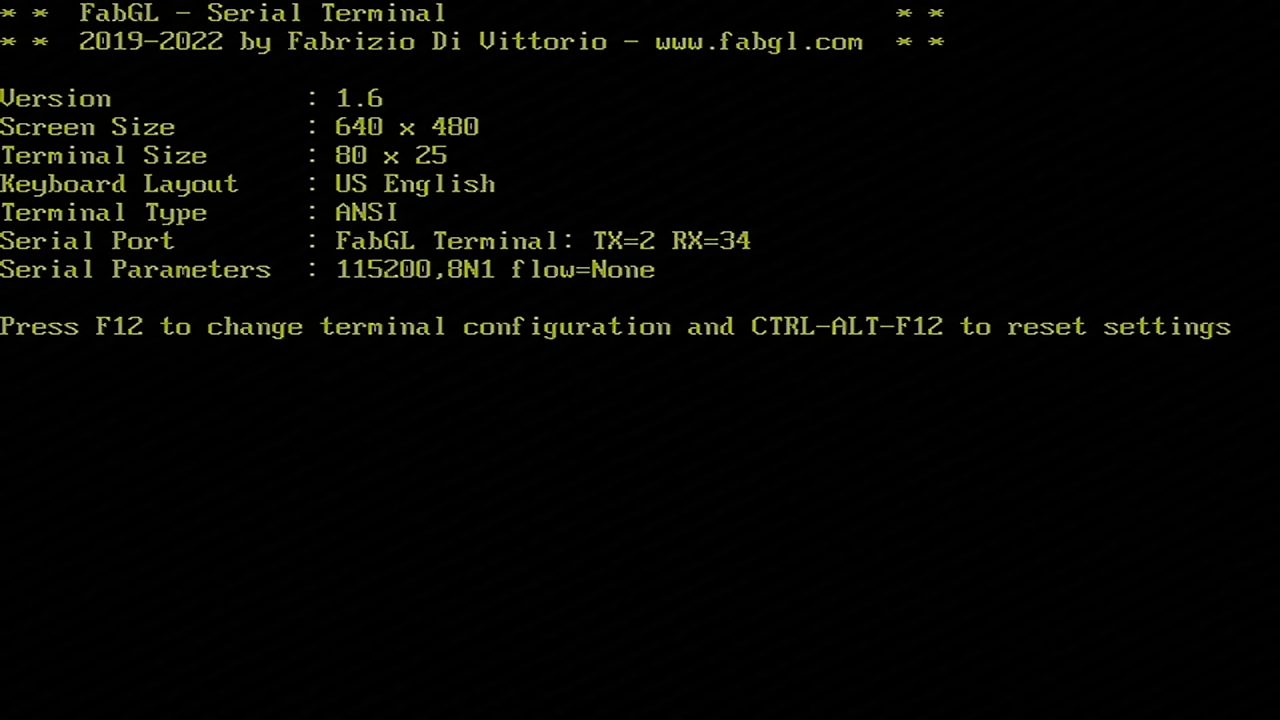 * *  FabGL - Serial Terminal                            * *
* *  2019-2022 by Fabrizio Di Vittorio - www.fabgl.com  * *
Version            : 1.6
Screen Size        : 640 x 480
Terminal Size      : 80 x 25
Keyboard Layout    : US English
Terminal Type      : ANSI
Serial Port        : FabGL Terminal: TX=2 RX=34
Serial Parameters  : 115200,8N1 flow=None
Press F12 to change terminal configuration and CTRL-ALT-F12 to reset settings